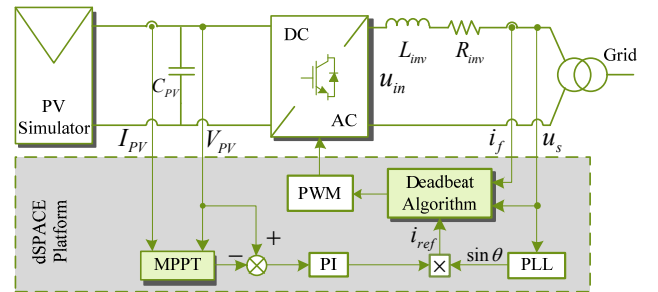 DC
L_inv
R_inv
Grid
PV
Simulator
C_PV
u_in
AC
I_PV
V_PV
i_f
u_s
dSPACE
Platform
PWM
Deadbeat
Algorithm
+
i_ref
−
MPPT
PI
×
sin θ
PLL